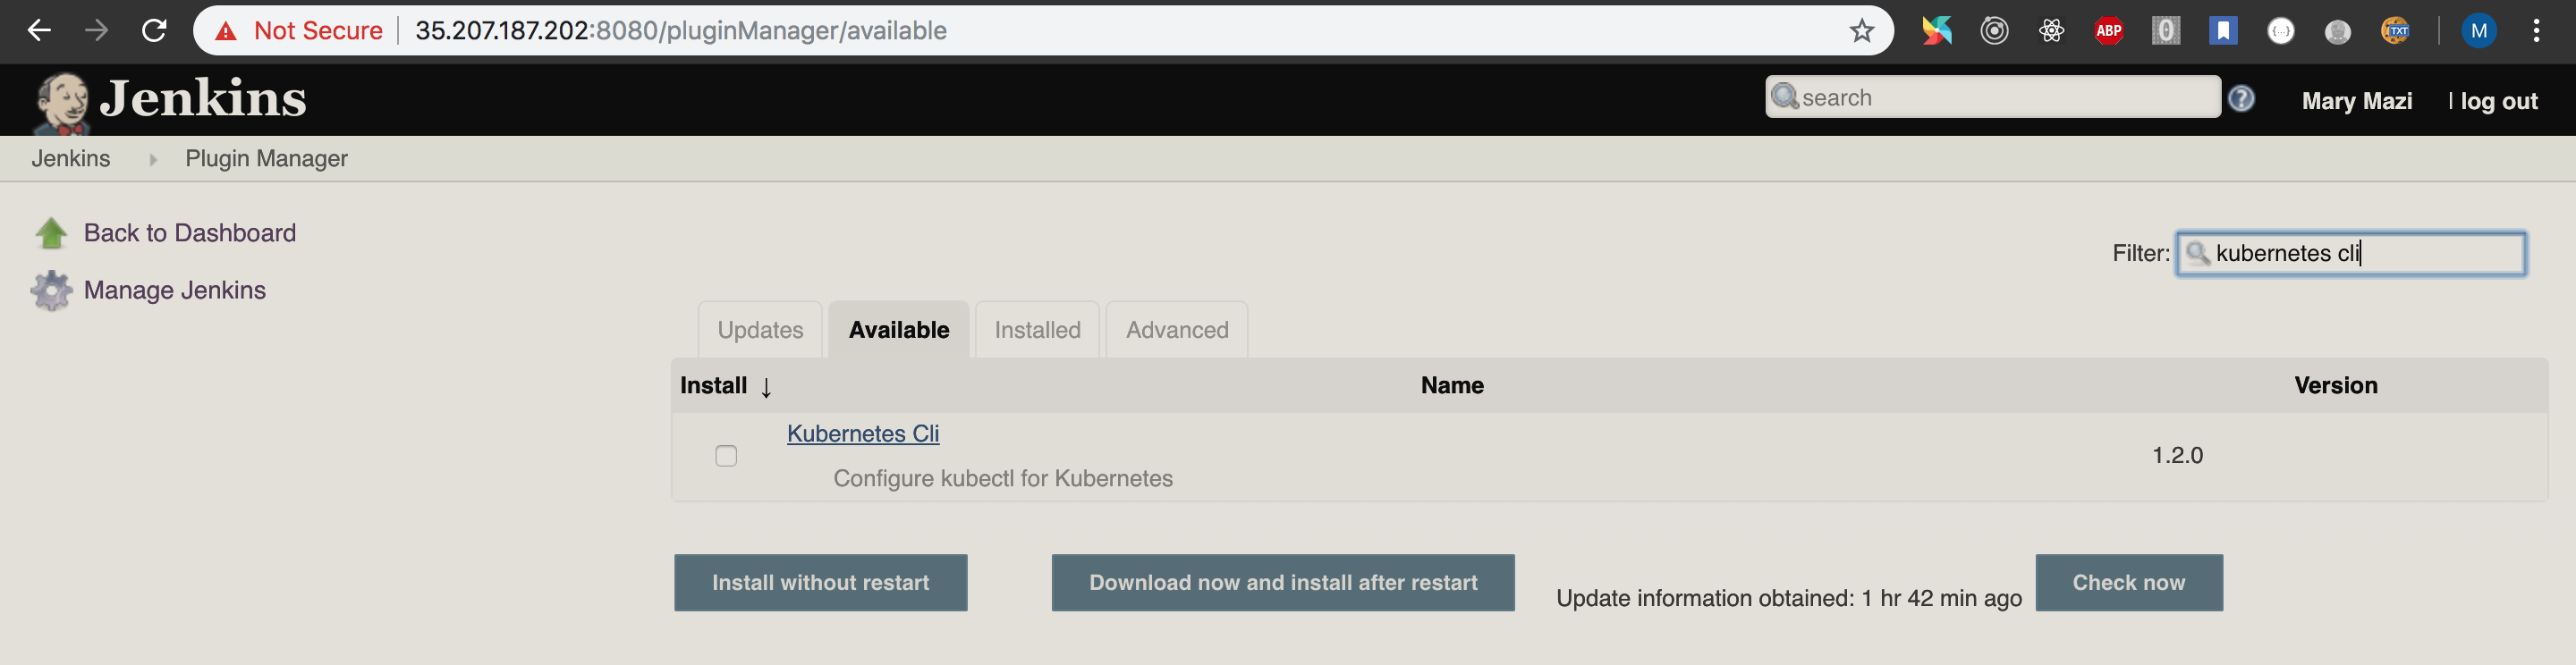 Not Secure 35.207.187.202:8080/pluginManager/available ABP 0 {...} TXT M
Jenkins search ? Mary Mazi | log out
Jenkins Plugin Manager
Back to Dashboard
Filter: kubernetes cli
Manage Jenkins
Updates Available Installed Advanced
Install ↓ Name Version
Kubernetes Cli
1.2.0
Configure kubectl for Kubernetes
Install without restart Download now and install after restart Update information obtained: 1 hr 42 min ago Check now